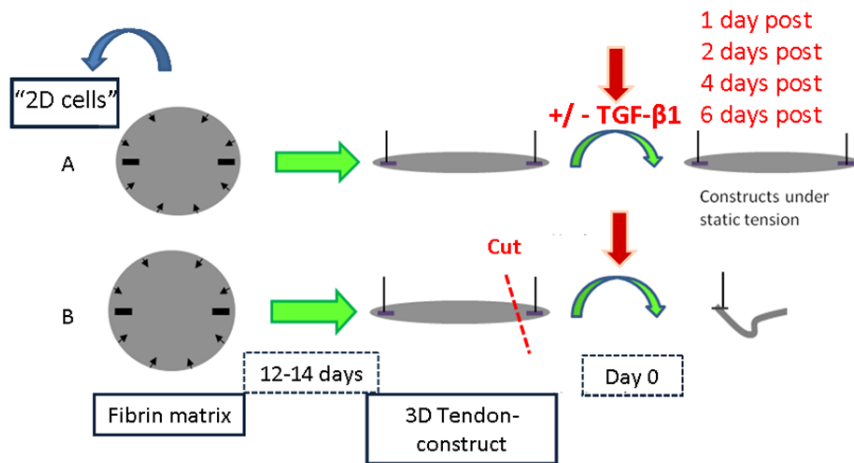 1 day post
2 days post
4 days post
6 days post
"2D cells"
+/ - TGF-β1
A
Constructs under
static tension
Cut
B
12-14 days
Day 0
Fibrin matrix
3D Tendon-
construct